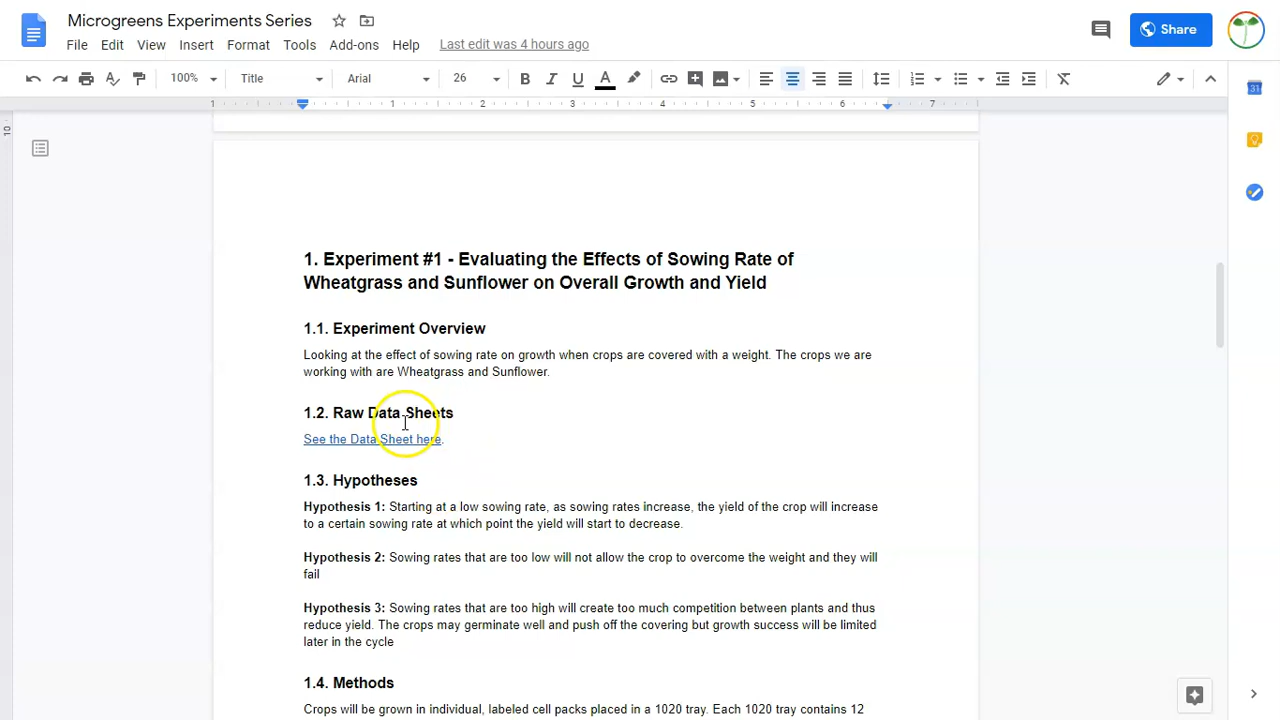 Microgreens Experiments Series
File Edit View Insert Format Tools Add-ons Help Last edit was 4 hours ago
Share
100% Title Arial 26 B I U A
1 1 2 3 4 5 6 7
10
31
1. Experiment #1 - Evaluating the Effects of Sowing Rate of
Wheatgrass and Sunflower on Overall Growth and Yield
1.1. Experiment Overview
Looking at the effect of sowing rate on growth when crops are covered with a weight. The crops we are
working with are Wheatgrass and Sunflower.
1.2. Raw Data Sheets
See the Data Sheet here.
1.3. Hypotheses
Hypothesis 1: Starting at a low sowing rate, as sowing rates increase, the yield of the crop will increase
to a certain sowing rate at which point the yield will start to decrease.
Hypothesis 2: Sowing rates that are too low will not allow the crop to overcome the weight and they will
fail
Hypothesis 3: Sowing rates that are too high will create too much competition between plants and thus
reduce yield. The crops may germinate well and push off the covering but growth success will be limited
later in the cycle
1.4. Methods
Crops will be grown in individual, labeled cell packs placed in a 1020 tray. Each 1020 tray contains 12